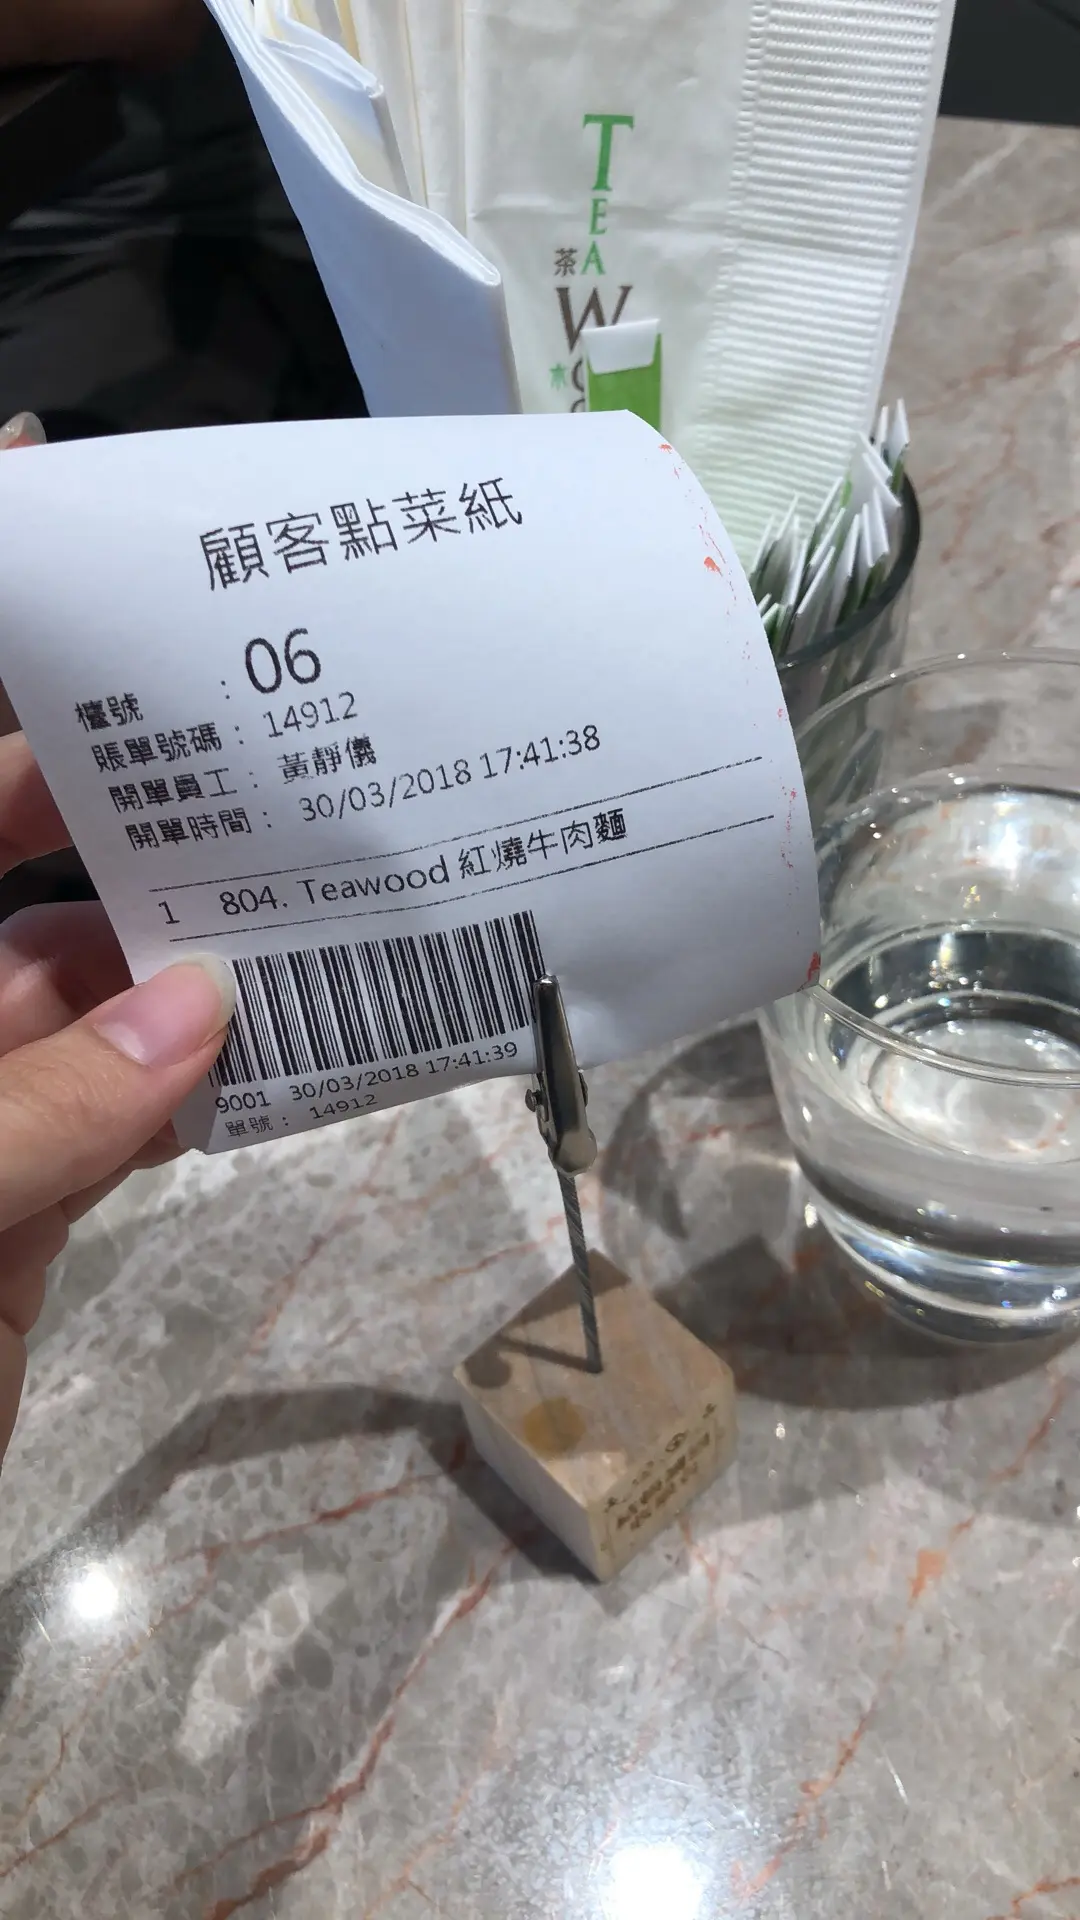 TEA
茶
W
木
顧客點菜紙
檯號 : 06
賬單號碼 : 14912
開單員工 : 黃靜儀
開單時間 : 30/03/2018 17:41:38
1 804. Teawood 紅燒牛肉麵
9001 30/03/2018 17:41:39
單號 : 14912